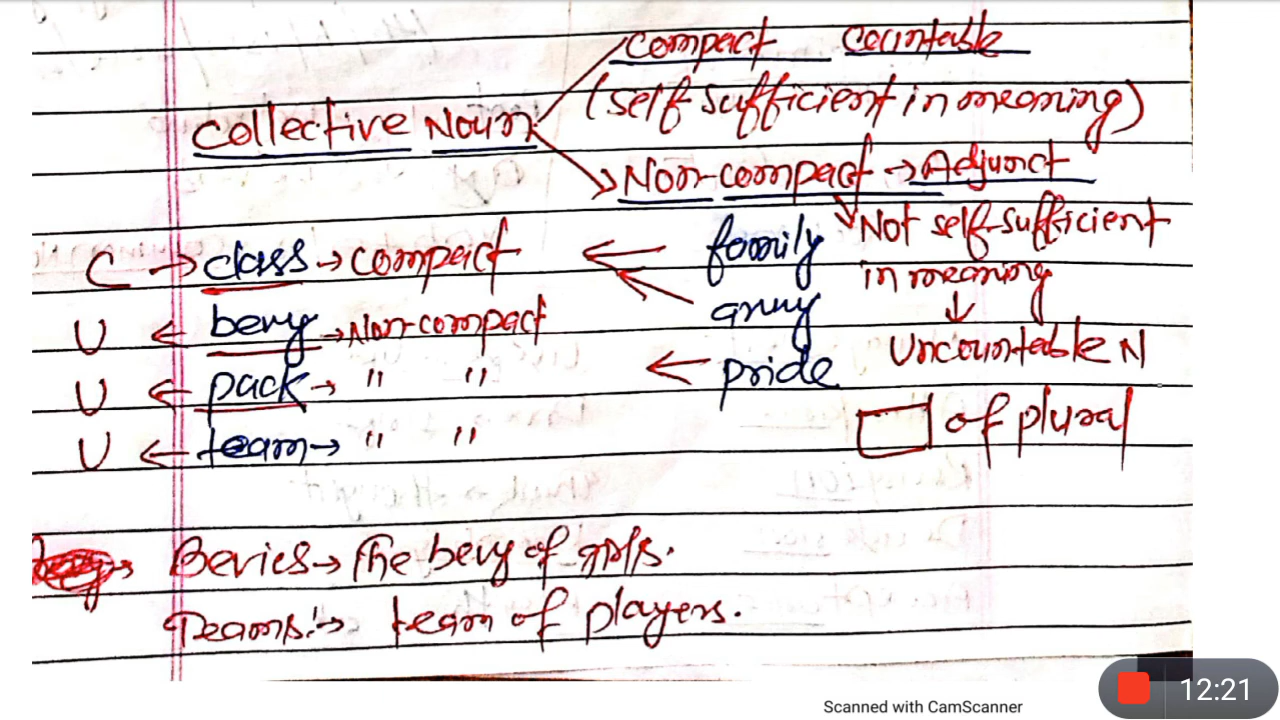 compact countable
(self sufficient in meaning)
collective Noun
Non-compact → Adjunct
Not self-sufficient
in meaning
↓
Uncountable N
□ of plural
C → class → compact ← family
army
U ← bevy → Non-compact
U ← pack → " " ← pride
U ← team → " "
Bevies → The bevy of girls.
Teams :→ team of players.
Scanned with CamScanner
12:21